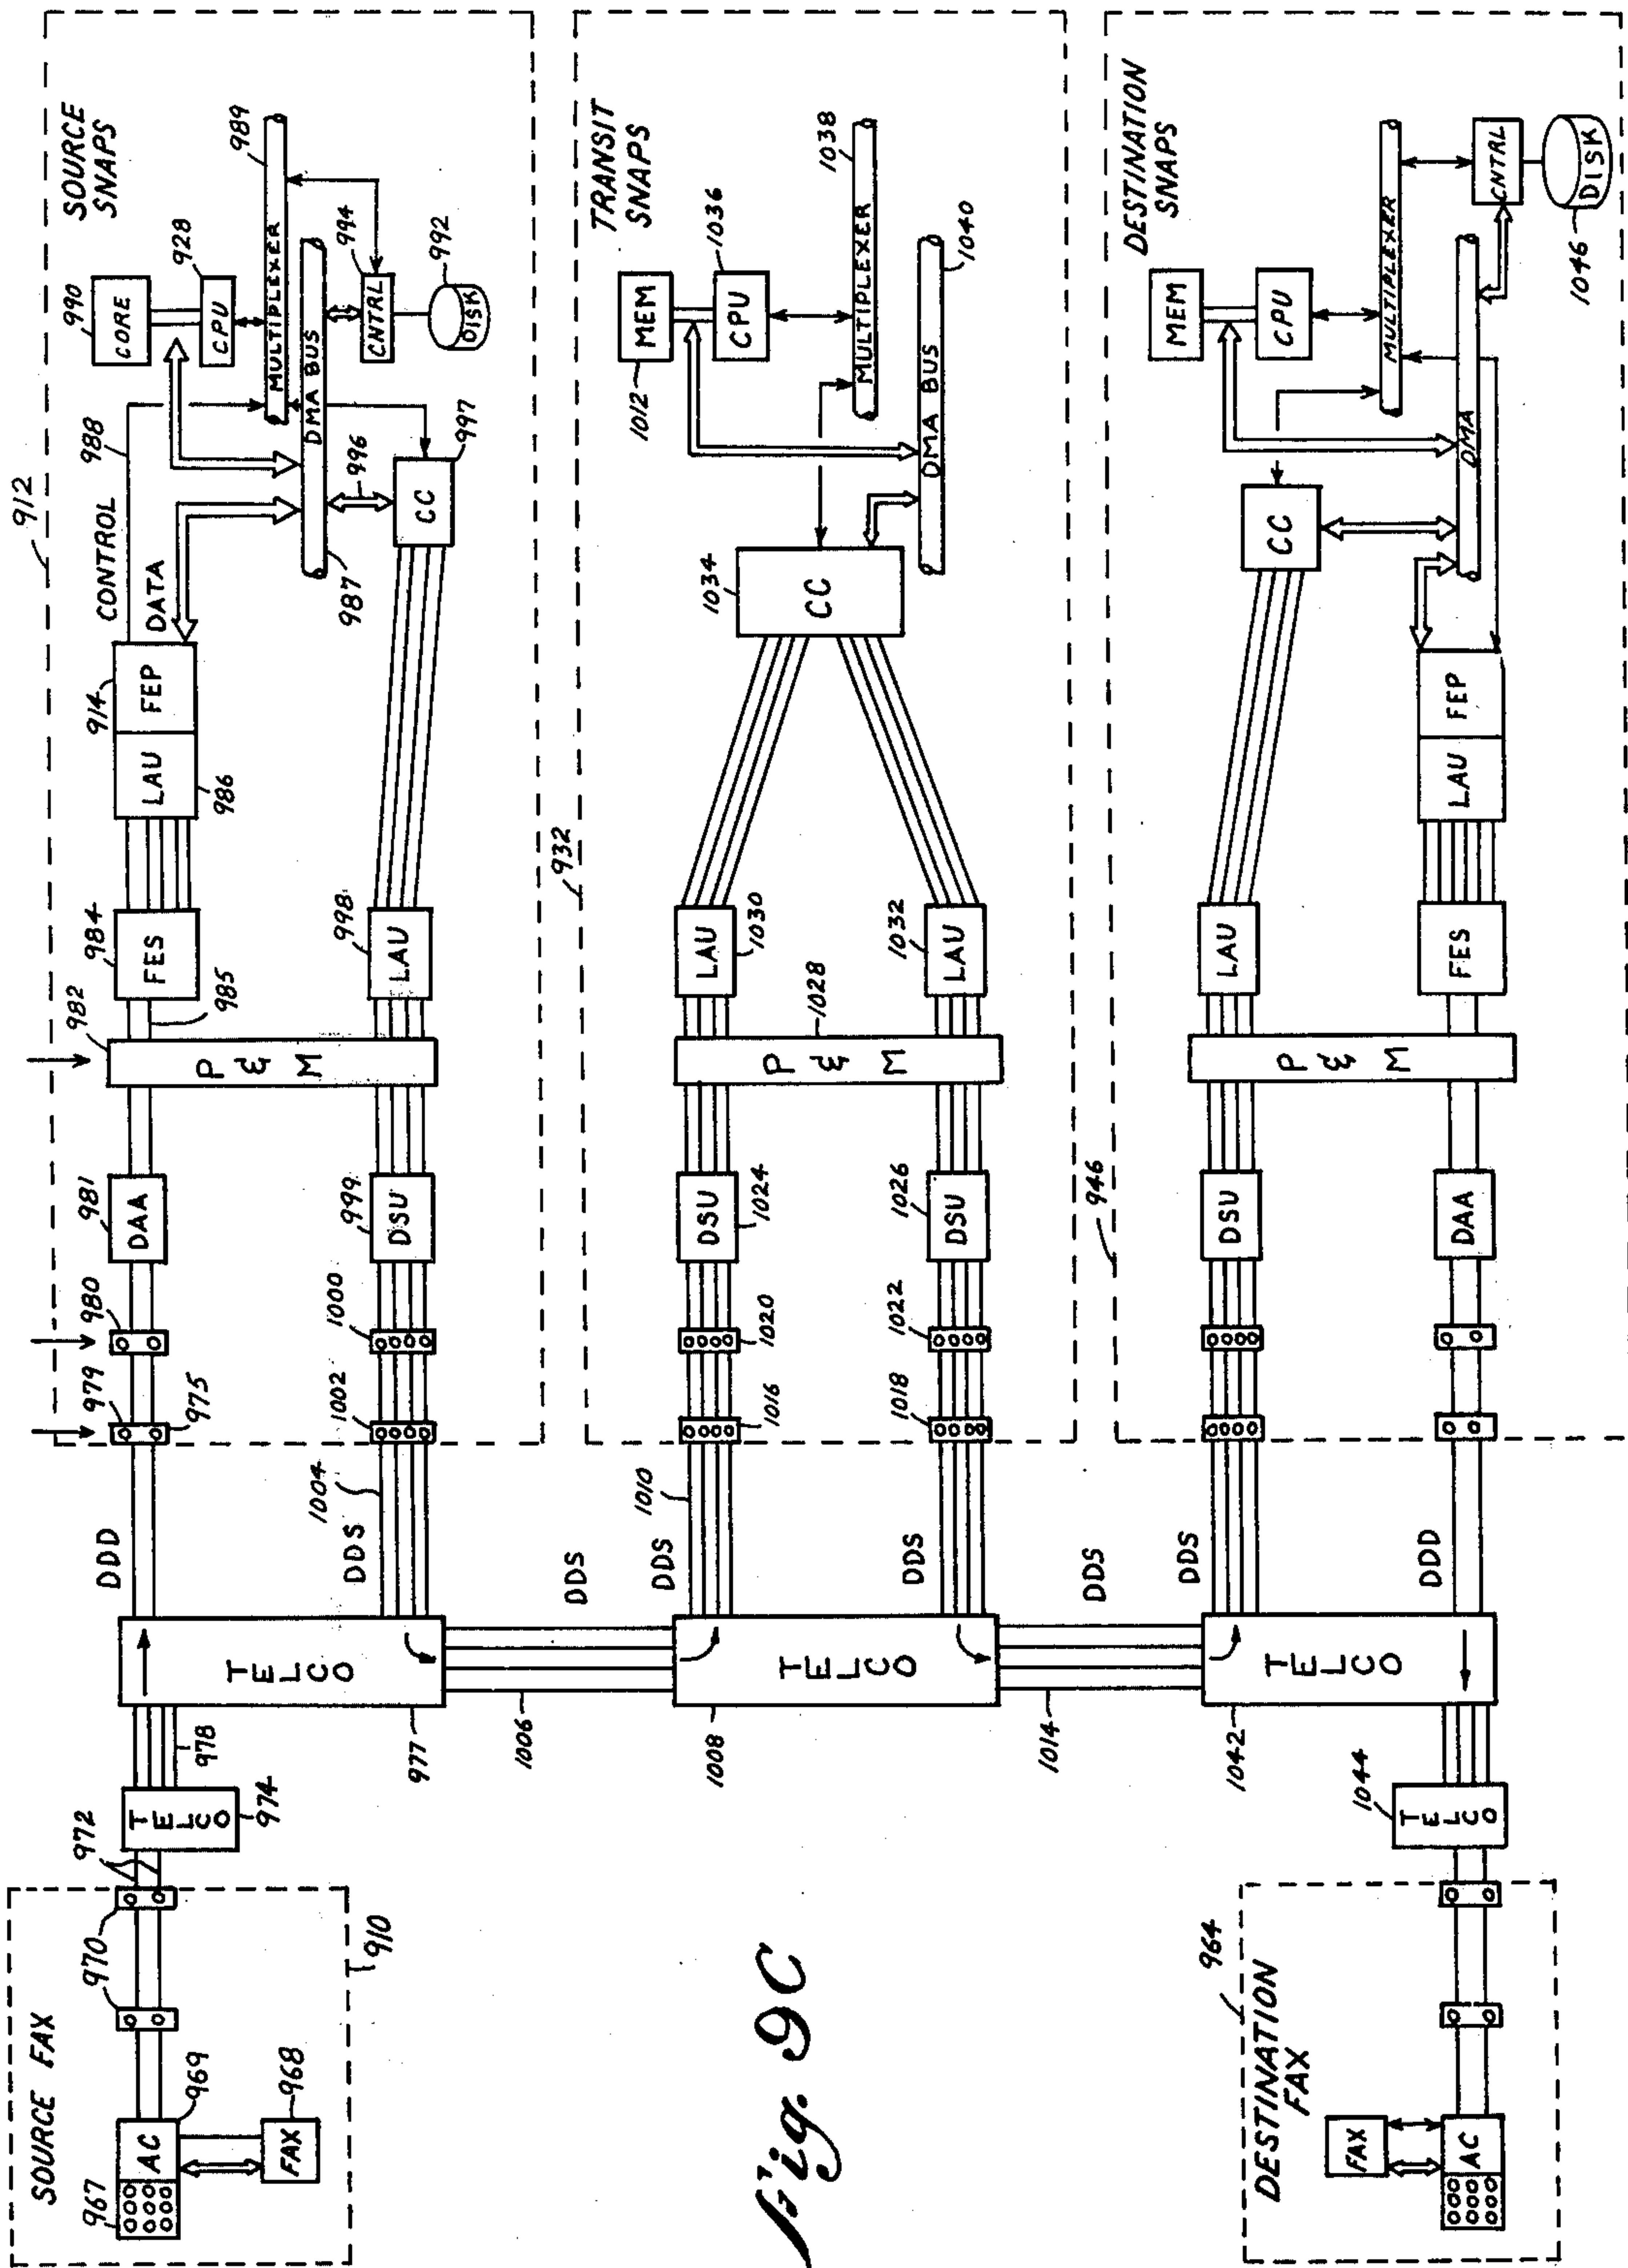 SOURCE FAX
967
AC
969
FAX
968
970
910
972
TELCO
974
978
TELCO
977
DDD
DDS
1004
DDS
1006
912
979
975
980
DAA
981
982
P & M
985
984
FES
LAU
986
914
FEP
CONTROL
988
DATA
990
CORE
928
CPU
SOURCE
SNAPS
MULTIPLEXER
989
DMA BUS
987
994
CNTRL
992
DISK
996
997
CC
1002
1000
999
DSU
998
LAU
932
TRANSIT
SNAPS
TELCO
1008
DDS
1010
DDS
1016
1020
DSU
1024
P & M
1028
LAU
1030
1018
1022
DSU
1026
LAU
1032
1034
CC
MEM
1012
CPU
1036
MULTIPLEXER
1038
DMA BUS
1040
DDS
1014
946
DESTINATION
SNAPS
TELCO
1042
DDS
DSU
P & M
LAU
CC
MEM
CPU
MULTIPLEXER
DMA
CNTRL
DISK
1046
DDD
DAA
FES
LAU
FEP
TELCO
1044
964
DESTINATION
FAX
FAX
AC
Fig. 9C